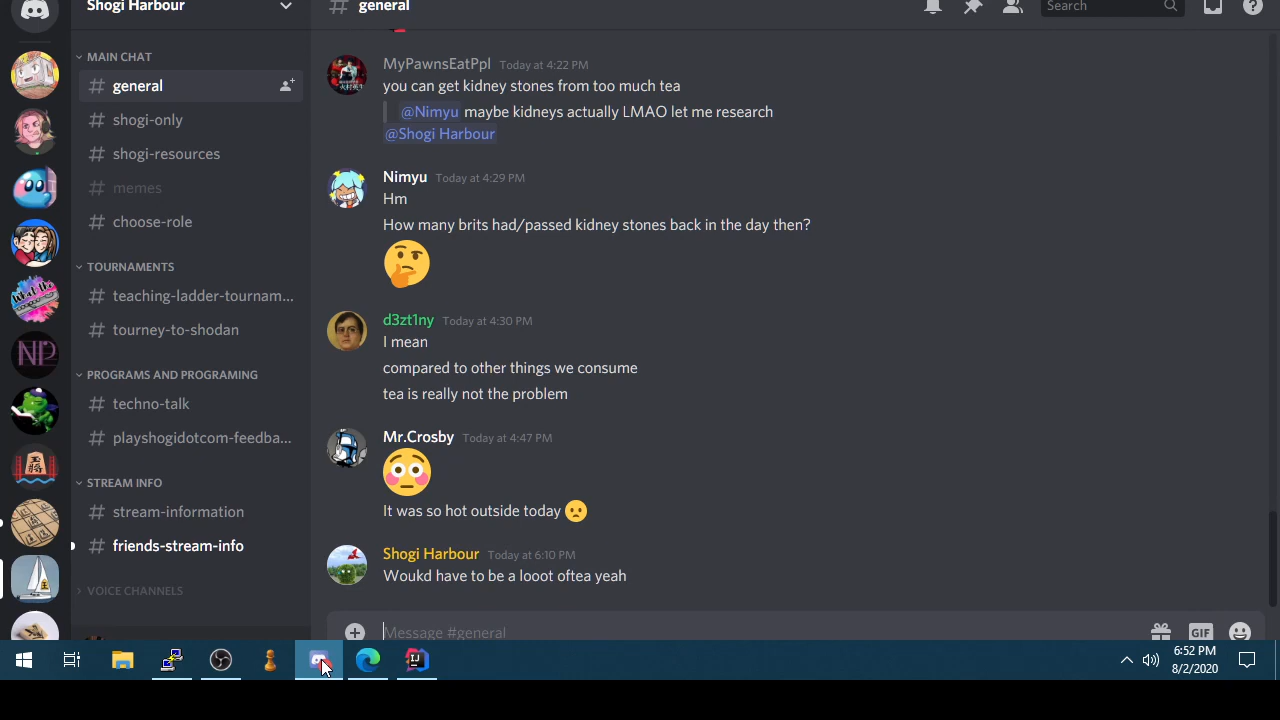 Shogi Harbour
MAIN CHAT
general
shogi-only
shogi-resources
memes
choose-role
TOURNAMENTS
teaching-ladder-tournam...
tourney-to-shodan
PROGRAMS AND PROGRAMING
techno-talk
playshogidotcom-feedba...
STREAM INFO
stream-information
friends-stream-info
VOICE CHANNELS
# general
Search
MyPawnsEatPpl Today at 4:22 PM
you can get kidney stones from too much tea
@Nimyu maybe kidneys actually LMAO let me research
@Shogi Harbour
Nimyu Today at 4:29 PM
Hm
How many brits had/passed kidney stones back in the day then?
d3zt1ny Today at 4:30 PM
I mean
compared to other things we consume
tea is really not the problem
Mr.Crosby Today at 4:47 PM
It was so hot outside today
Shogi Harbour Today at 6:10 PM
Woukd have to be a looot oftea yeah
Message #general
GIF
6:52 PM
8/2/2020